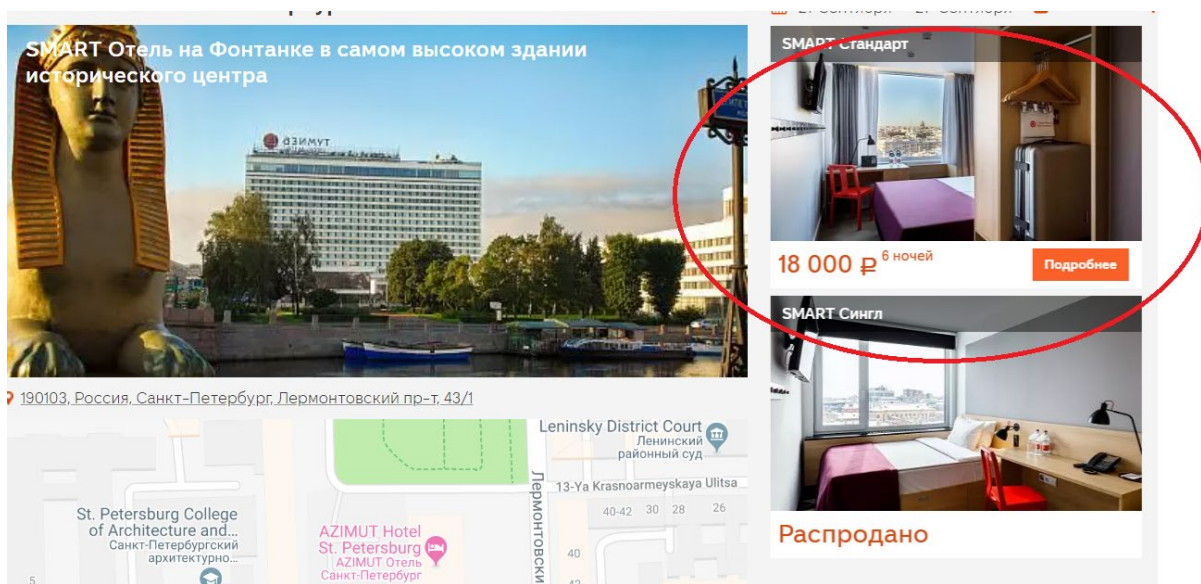 SMART Отель на Фонтанке в самом высоком здании
исторического центра
АЗИМУТ
190103, Россия, Санкт-Петербург, Лермонтовский пр-т, 43/1
Leninsky District Court
Ленинский
районный суд
13-Ya Krasnoarmeyskaya Ulitsa
40-42 30 28 26
St. Petersburg College
of Architecture and...
Санкт-Петербургский
архитектурно...
AZIMUT Hotel
St. Petersburg
AZIMUT Отель
Санкт-Петербург
40
5
SMART Стандарт
18 000 ₽ 6 ночей
Подробнее
SMART Сингл
Распродано